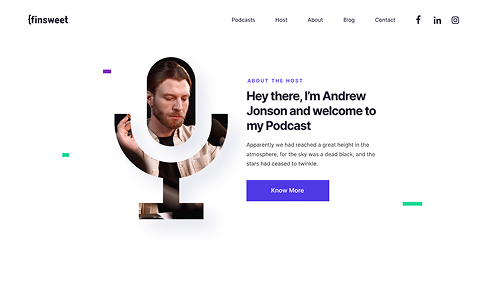 {finsweet
Podcasts Host About Blog Contact
ABOUT THE HOST
Hey there, I'm Andrew
Jonson and welcome to
my Podcast
Apparently we had reached a great height in the
atmosphere, for the sky was a dead black, and the
stars had ceased to twinkle.
Know More